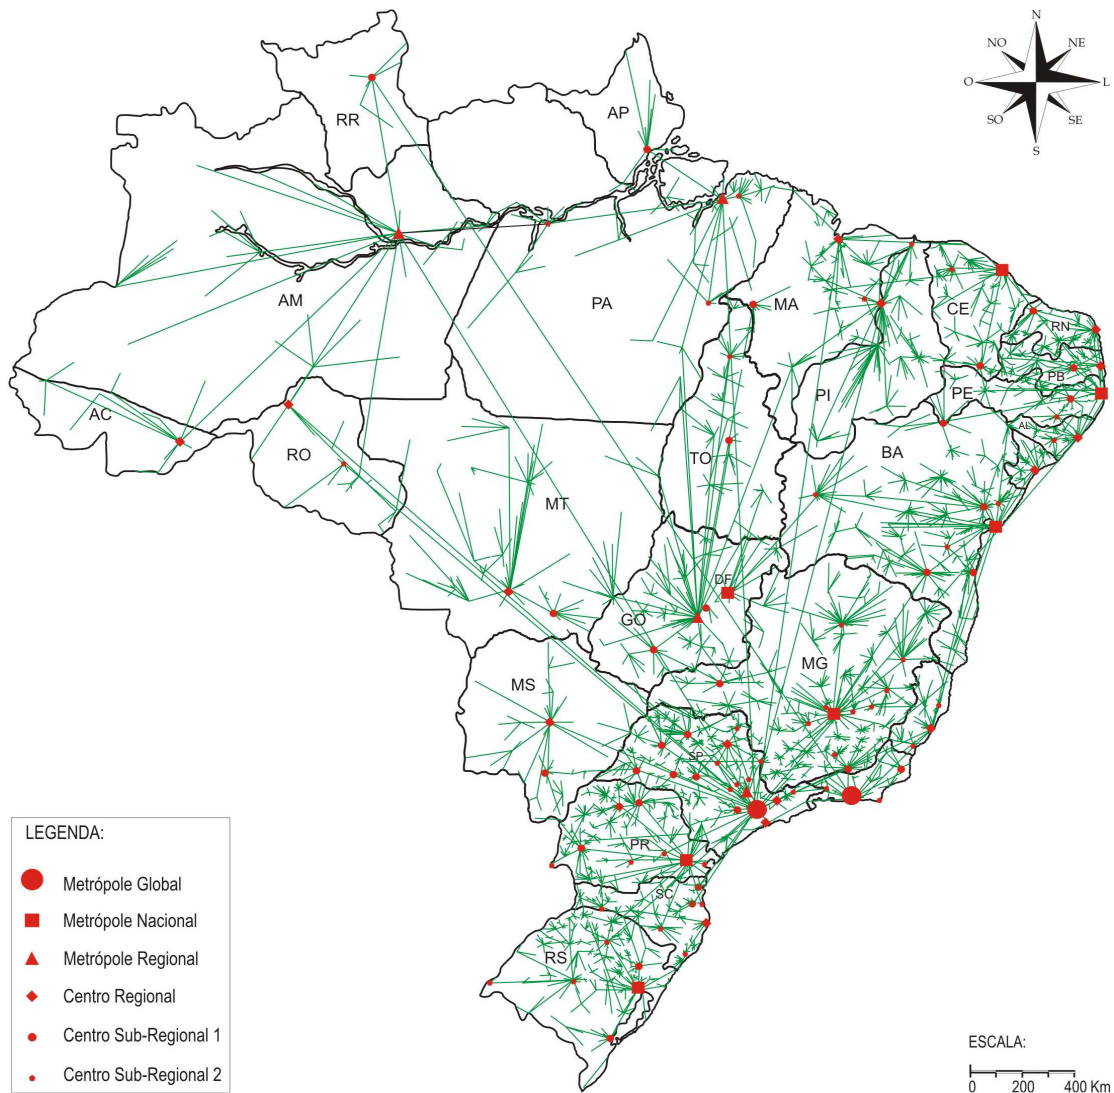 N
NO
NE
O
L
SO
SE
S
RR
AP
AM
PA
MA
CE
RN
PB
PE
PI
AL
AC
RO
TO
BA
MT
DF
GO
MG
MS
SP
PR
SC
RS
LEGENDA:
Metrópole Global
Metrópole Nacional
Metrópole Regional
Centro Regional
Centro Sub-Regional 1
Centro Sub-Regional 2
ESCALA:
0 200 400 Km